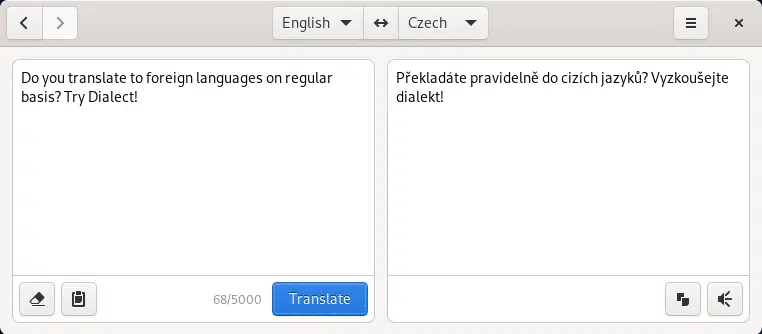 English
Czech
Do you translate to foreign languages on regular
basis? Try Dialect!
Překladáte pravidelně do cizích jazyků? Vyzkoušejte
dialekt!
68/5000
Translate